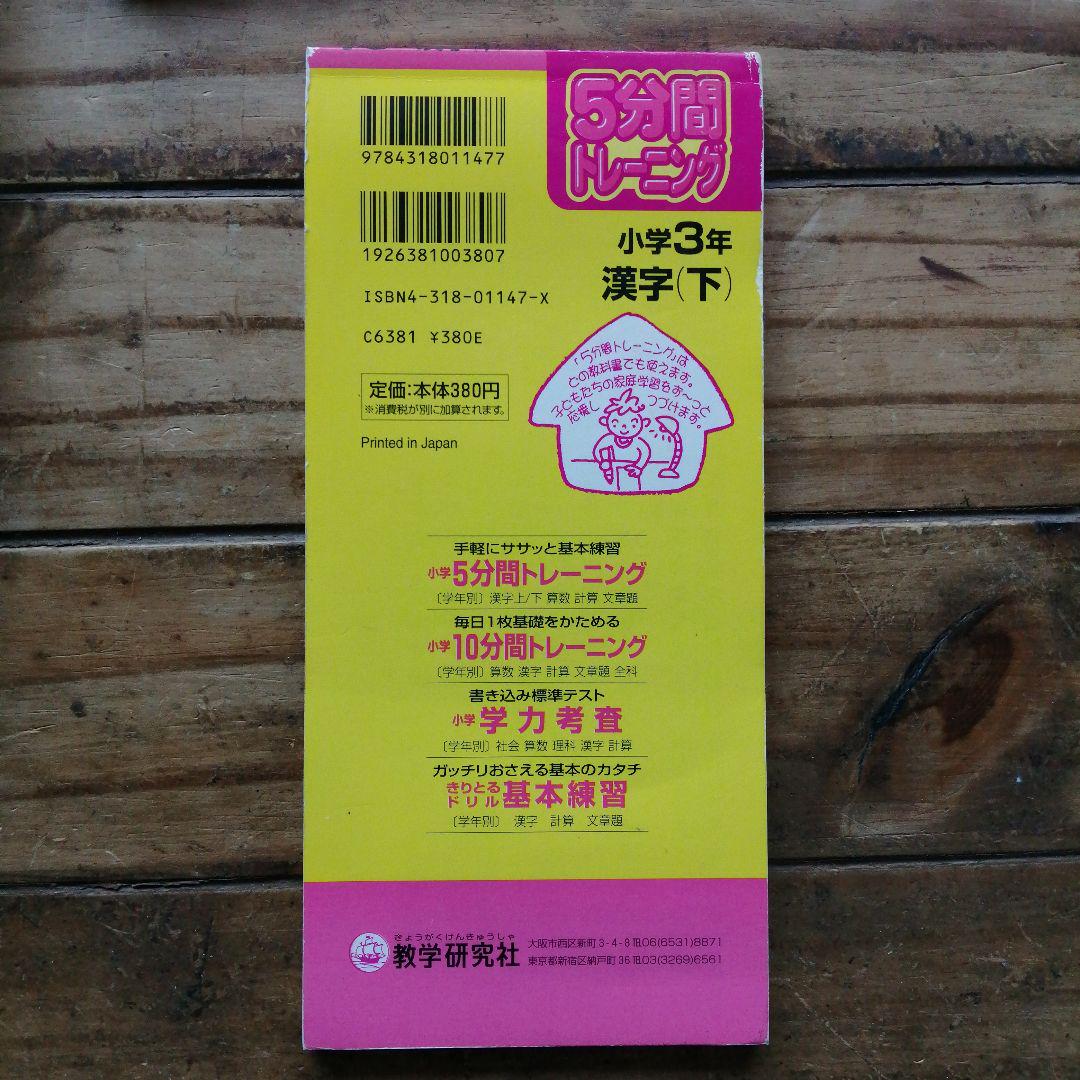 5分間
トレーニング
小学3年
漢字(下)
9784318011477
1926381003807
ISBN4-318-01147-X
C6381 ¥380E
定価:本体380円
※消費税が別に加算されます。
Printed in Japan
「5分間トレーニング」は
どの教科書でも使えます。
子どもたちの家庭学習をず〜っと
応援し つづけます。
手軽にササッと基本練習
小学5分間トレーニング
〔学年別〕漢字上/下 算数 計算 文章題
毎日1枚基礎をかためる
小学10分間トレーニング
〔学年別〕算数 漢字 計算 文章題 全科
書き込み標準テスト
小学 学力考査
〔学年別〕社会 算数 理科 漢字 計算
ガッチリおさえる基本のカタチ
きりとるドリル 基本練習
〔学年別〕 漢字 計算 文章題
きょうがくけんきゅうしゃ
教学研究社
大阪市西区新町3-4-8 ℡06(6531)8871
東京都新宿区納戸町36 ℡03(3269)6561